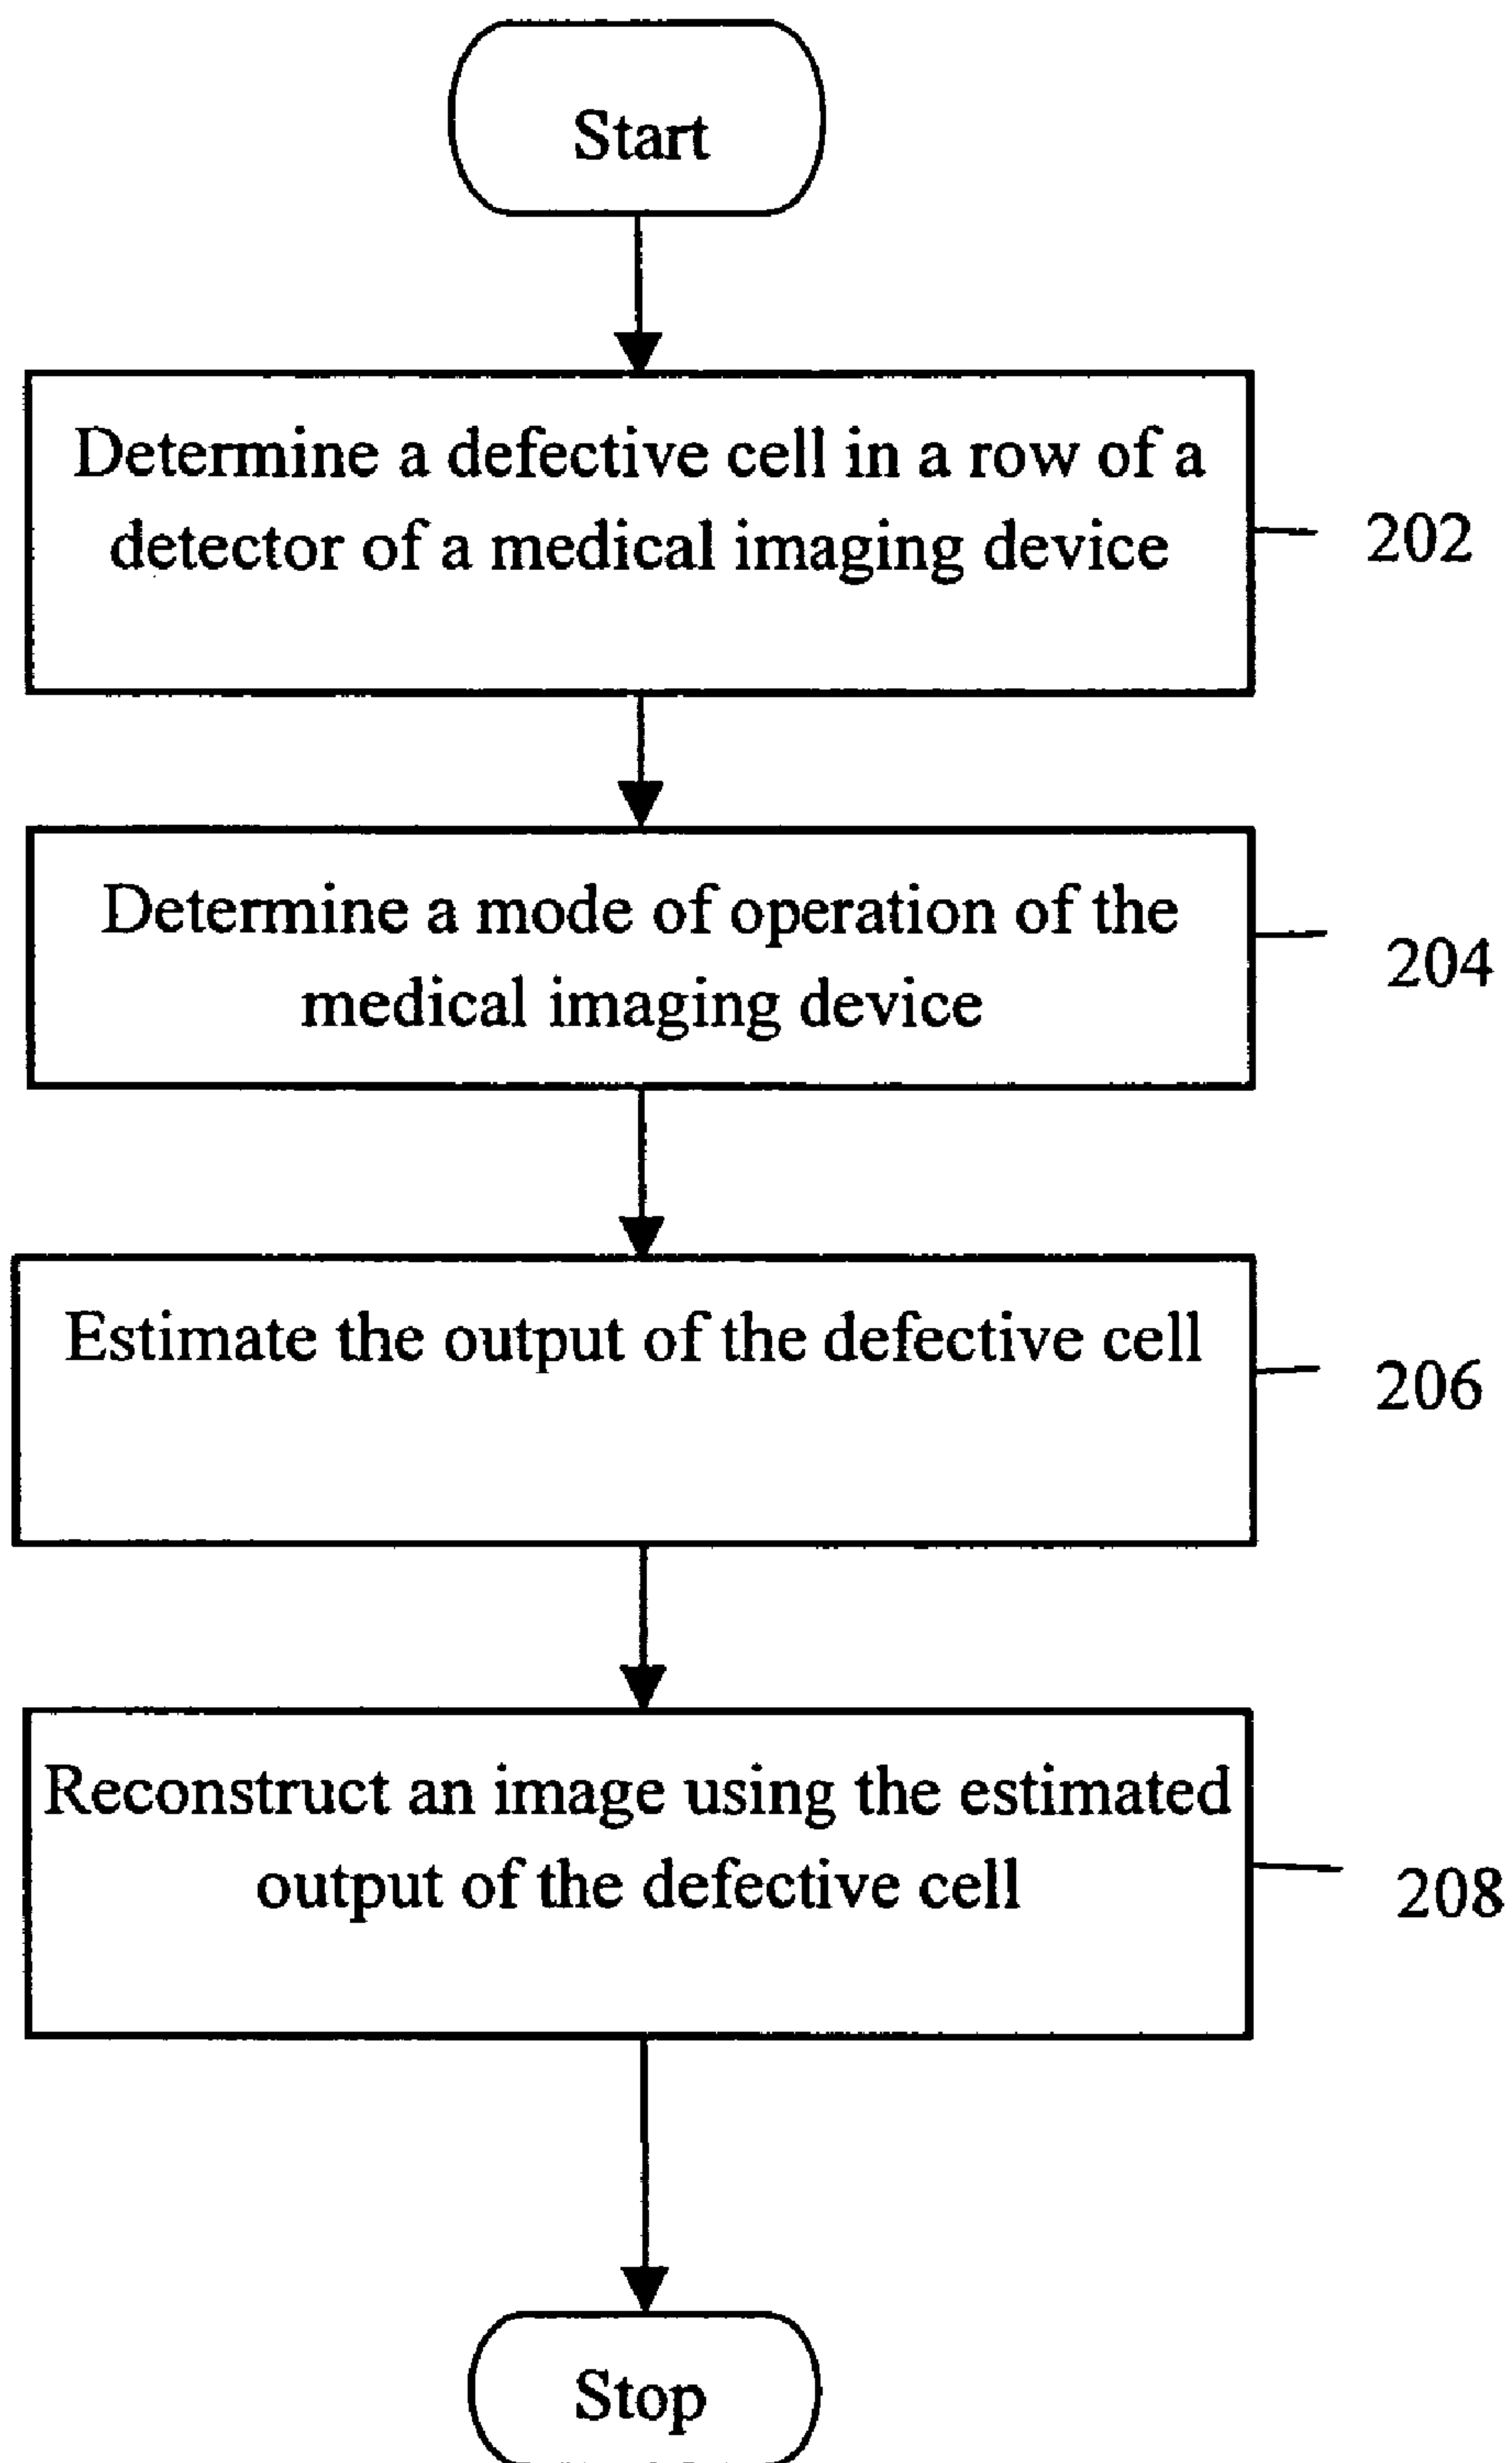 Start
Determine a defective cell in a row of a
detector of a medical imaging device
202
Determine a mode of operation of the
medical imaging device
204
Estimate the output of the defective cell
206
Reconstruct an image using the estimated
output of the defective cell
208
Stop